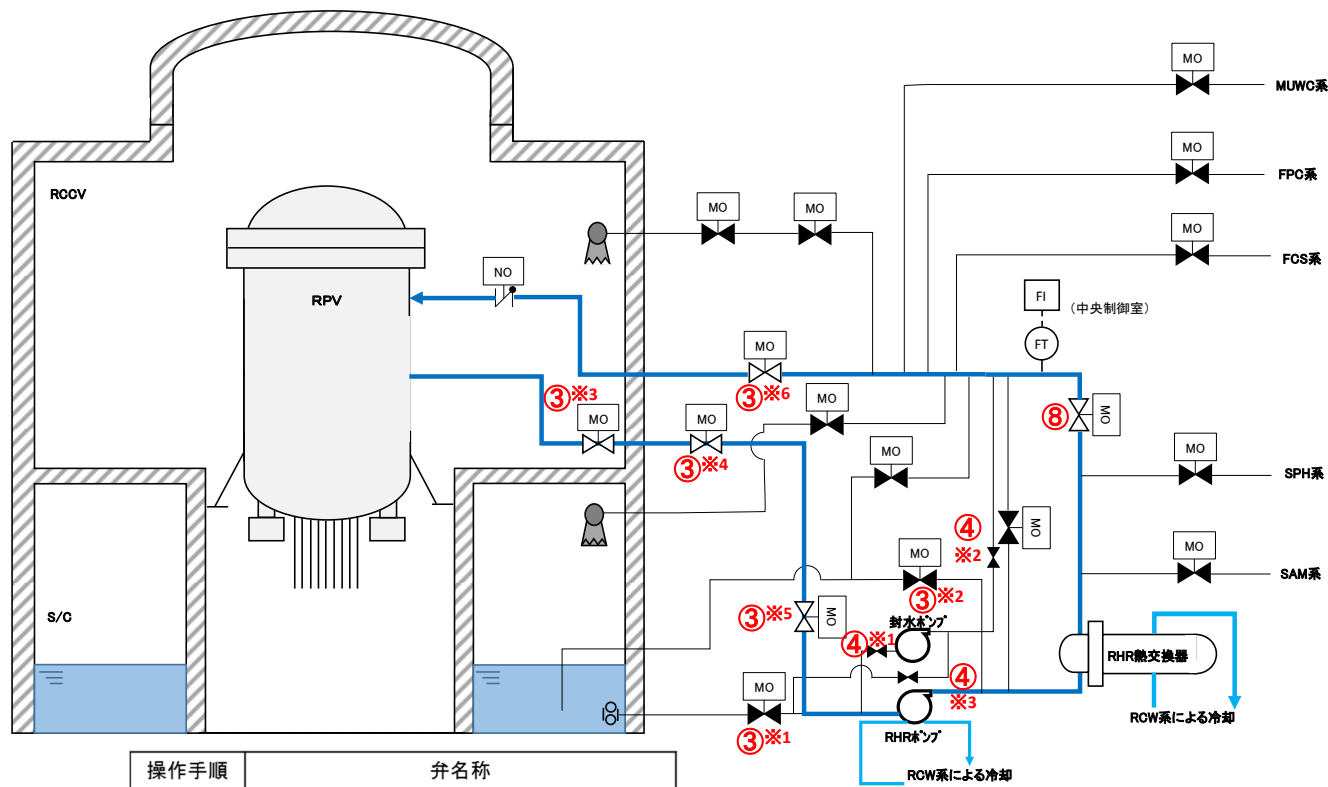 MO
MUWC系
MO
FPC系
RCCV
MO
MO
MO
FCS系
NO
RPV
FI
(中央制御室)
FT
MO
③※6
③※3
MO
MO
MO
⑧
MO
③※4
MO
MO
SPH系
④
※2
MO
MO
MO
SAM系
③※2
S/C
③※5
MO
封水ポンプ
④※1
RHR熱交換器
MO
④
※3
③※1
RHRポンプ
RCW系による冷却
RCW系による冷却
操作手順
弁名称